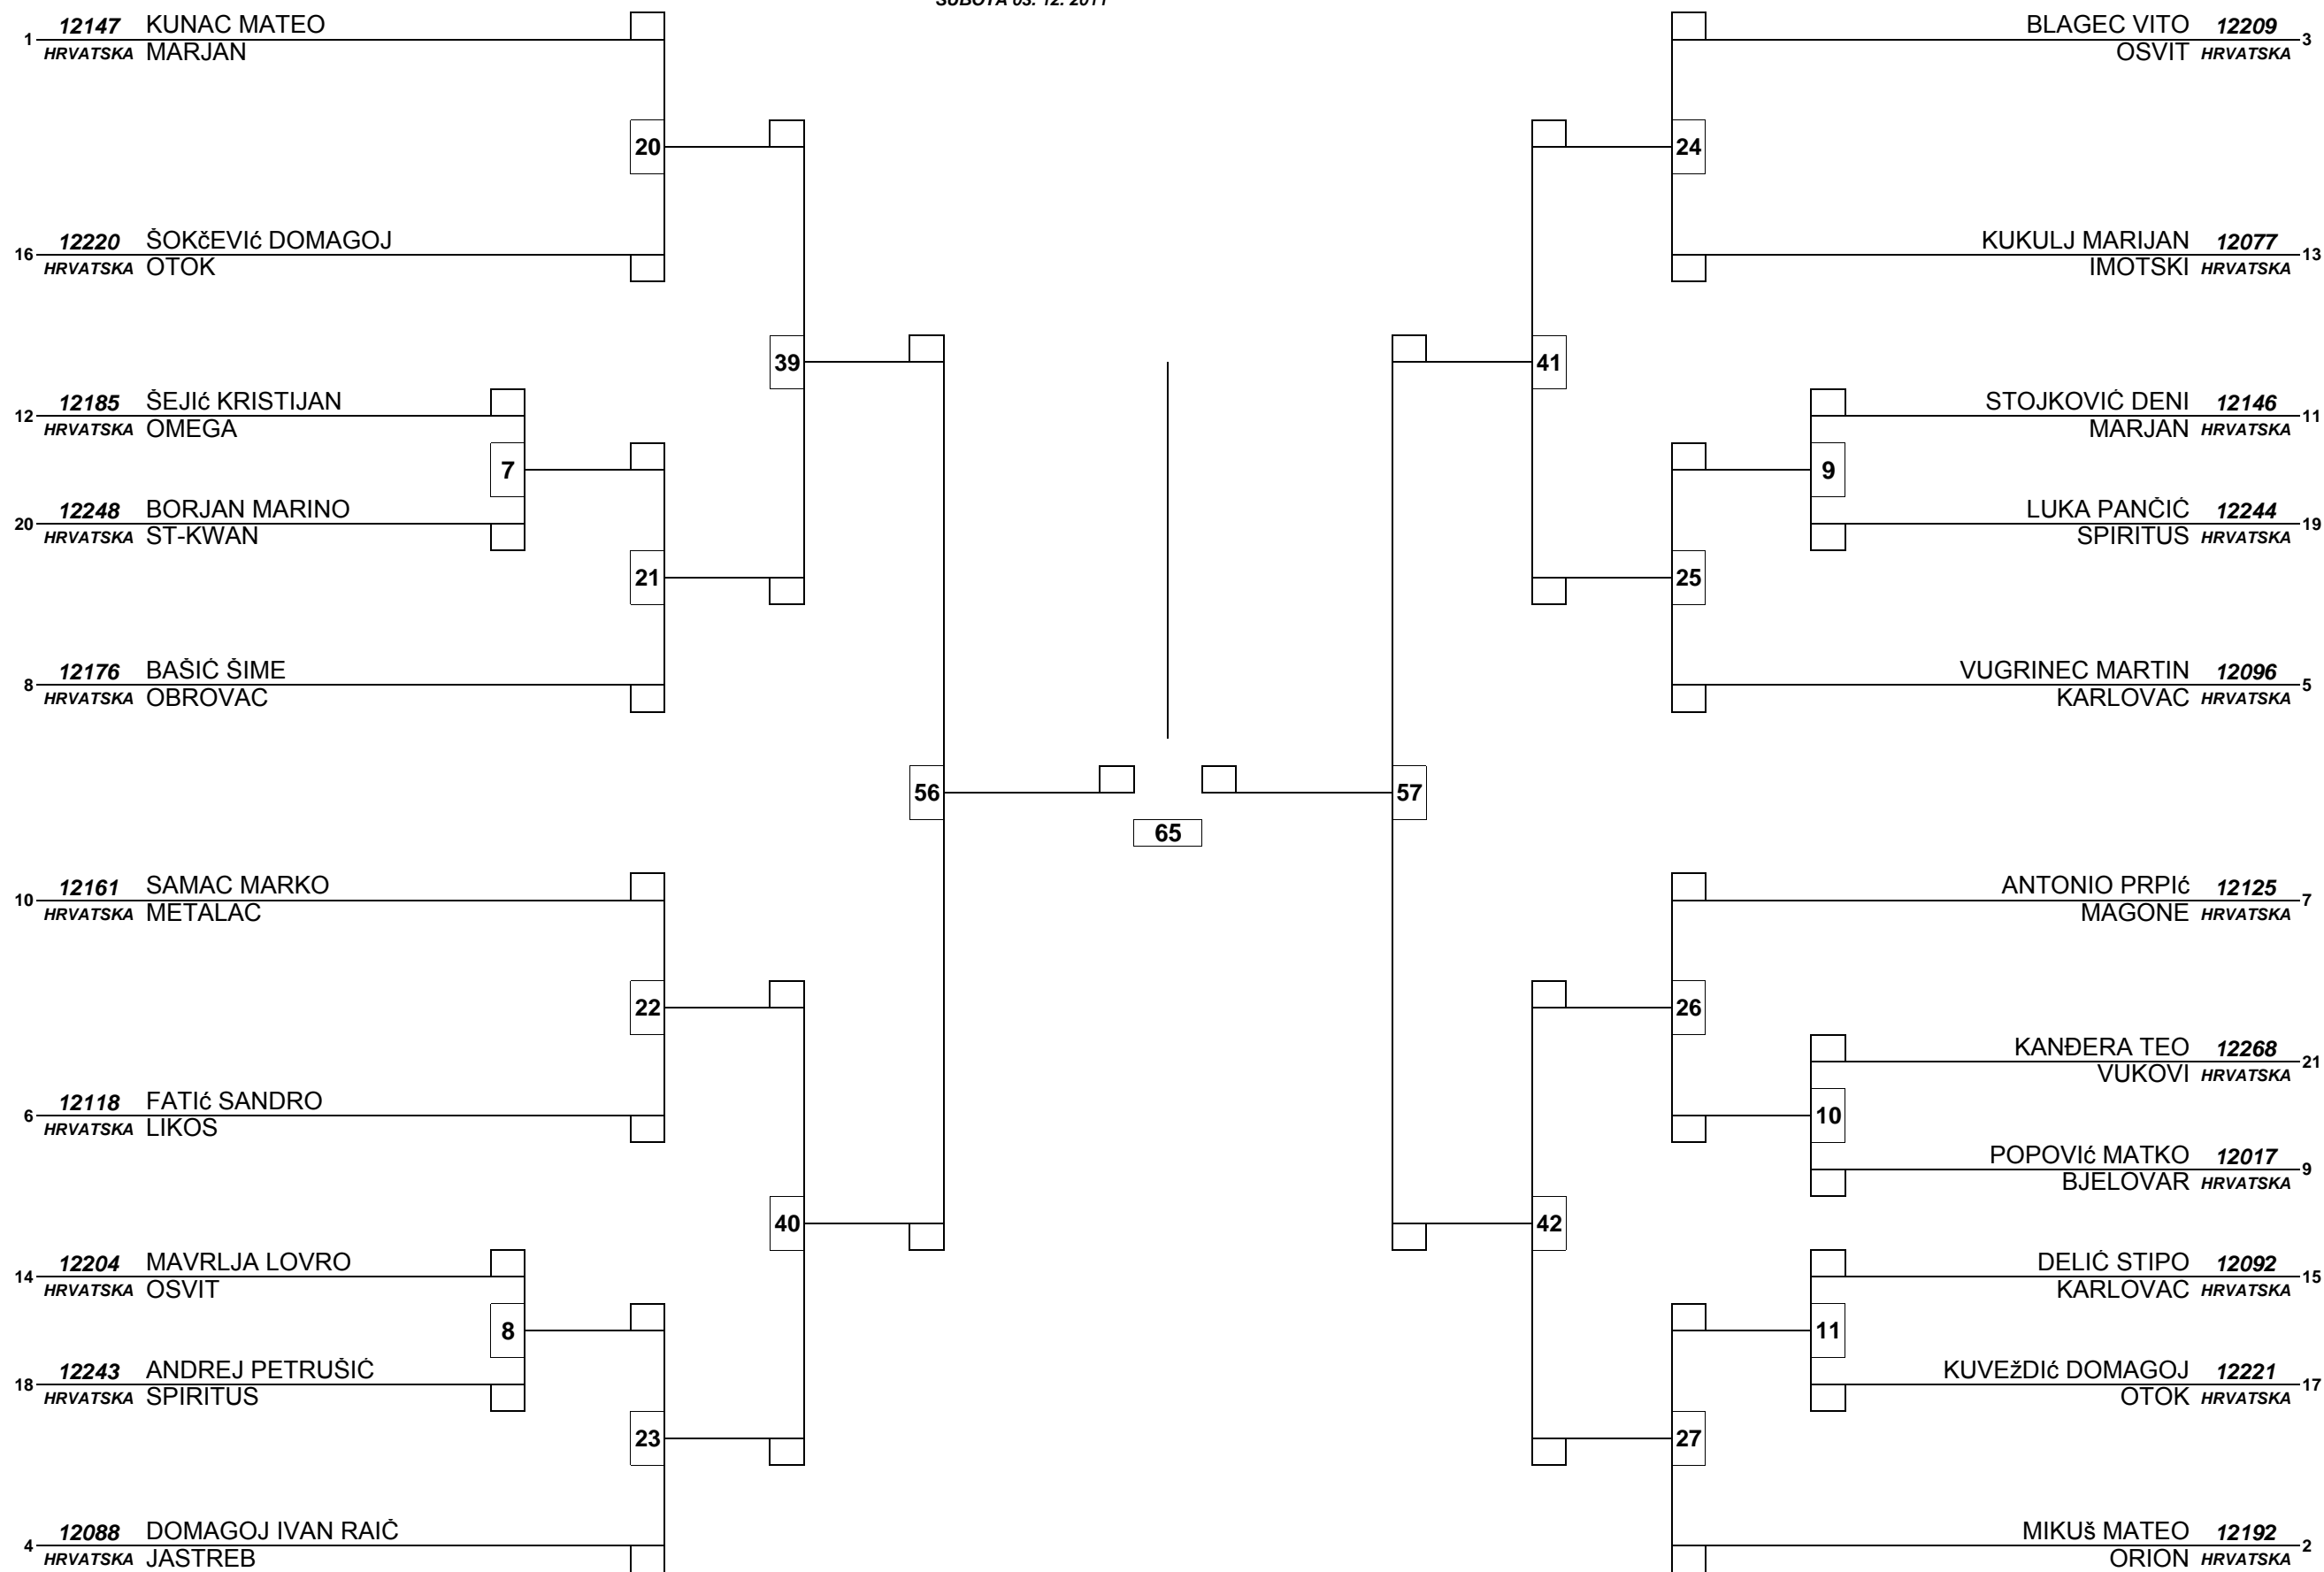 SUBOTA 03. 12. 2011
1 12147 KUNAC MATEO
HRVATSKA MARJAN
20
16 12220 ŠOKčEVIć DOMAGOJ
HRVATSKA OTOK
39
12 12185 ŠEJIć KRISTIJAN
HRVATSKA OMEGA
7
20 12248 BORJAN MARINO
HRVATSKA ST-KWAN
21
8 12176 BAŠIĆ ŠIME
HRVATSKA OBROVAC
56
10 12161 SAMAC MARKO
HRVATSKA METALAC
22
6 12118 FATIć SANDRO
HRVATSKA LIKOS
40
14 12204 MAVRLJA LOVRO
HRVATSKA OSVIT
8
18 12243 ANDREJ PETRUŠIĆ
HRVATSKA SPIRITUS
23
4 12088 DOMAGOJ IVAN RAIČ
HRVATSKA JASTREB
65
BLAGEC VITO 12209 3
OSVIT HRVATSKA
24
KUKULJ MARIJAN 12077 13
IMOTSKI HRVATSKA
41
STOJKOVIĆ DENI 12146 11
MARJAN HRVATSKA
9
LUKA PANČIĆ 12244 19
SPIRITUS HRVATSKA
25
VUGRINEC MARTIN 12096 5
KARLOVAC HRVATSKA
57
ANTONIO PRPIć 12125 7
MAGONE HRVATSKA
26
KANĐERA TEO 12268 21
VUKOVI HRVATSKA
10
POPOVIć MATKO 12017 9
BJELOVAR HRVATSKA
42
DELIĆ STIPO 12092 15
KARLOVAC HRVATSKA
11
KUVEžDIć DOMAGOJ 12221 17
OTOK HRVATSKA
27
MIKUš MATEO 12192 2
ORION HRVATSKA